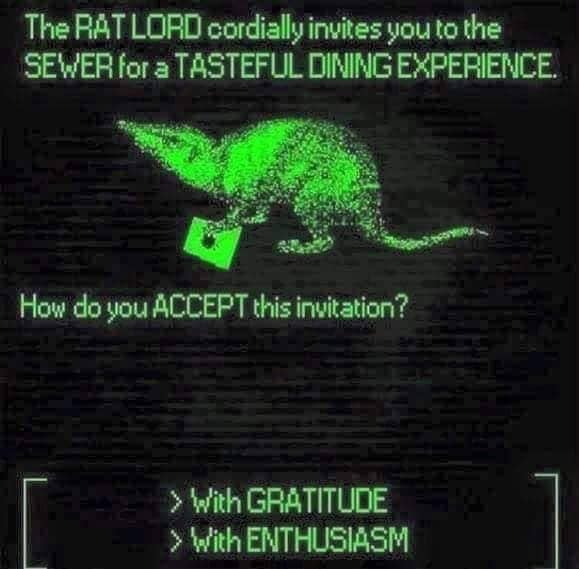 The RAT LORD cordially invites you to the
SEWER for a TASTEFUL DINING EXPERIENCE.
How do you ACCEPT this invitation?
> With GRATITUDE
> With ENTHUSIASM